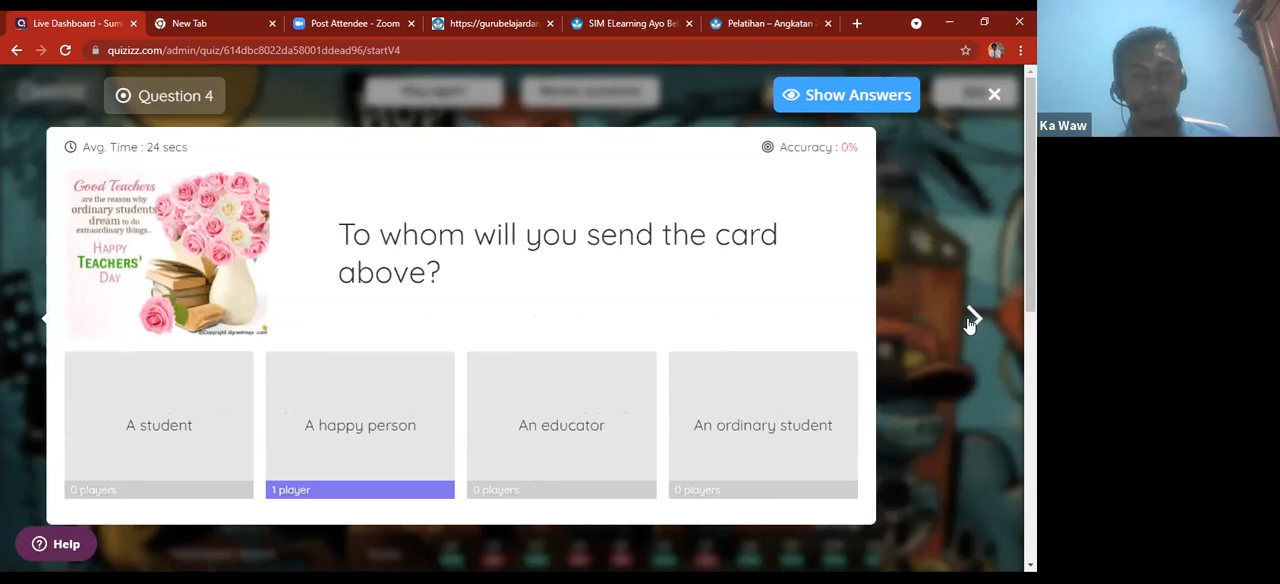 Live Dashboard - Sum
New Tab
Post Attendee - Zoom
https://gurubelajardan
SIM ELearning Ayo Bel
Pelatihan – Angkatan
quizizz.com/admin/quiz/614dbc8022da58001ddead96/startV4
Question 4
Show Answers
Avg. Time : 24 secs
Accuracy : 0%
Good Teachers
are the reason why
ordinary students
dream to do
extraordinary things..
HAPPY
TEACHERS'
DAY
To whom will you send the card
above?
A student
A happy person
An educator
An ordinary student
0 players
1 player
0 players
0 players
Help
Ka Waw